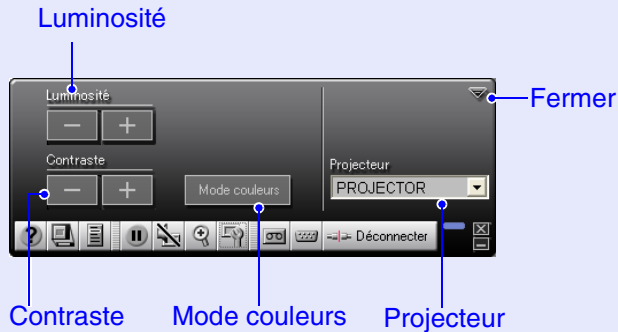 Luminosité
Fermer
Luminosité
− +
Contraste
− +
Mode couleurs
Projecteur
PROJECTOR
? Déconnecter
Contraste
Mode couleurs
Projecteur